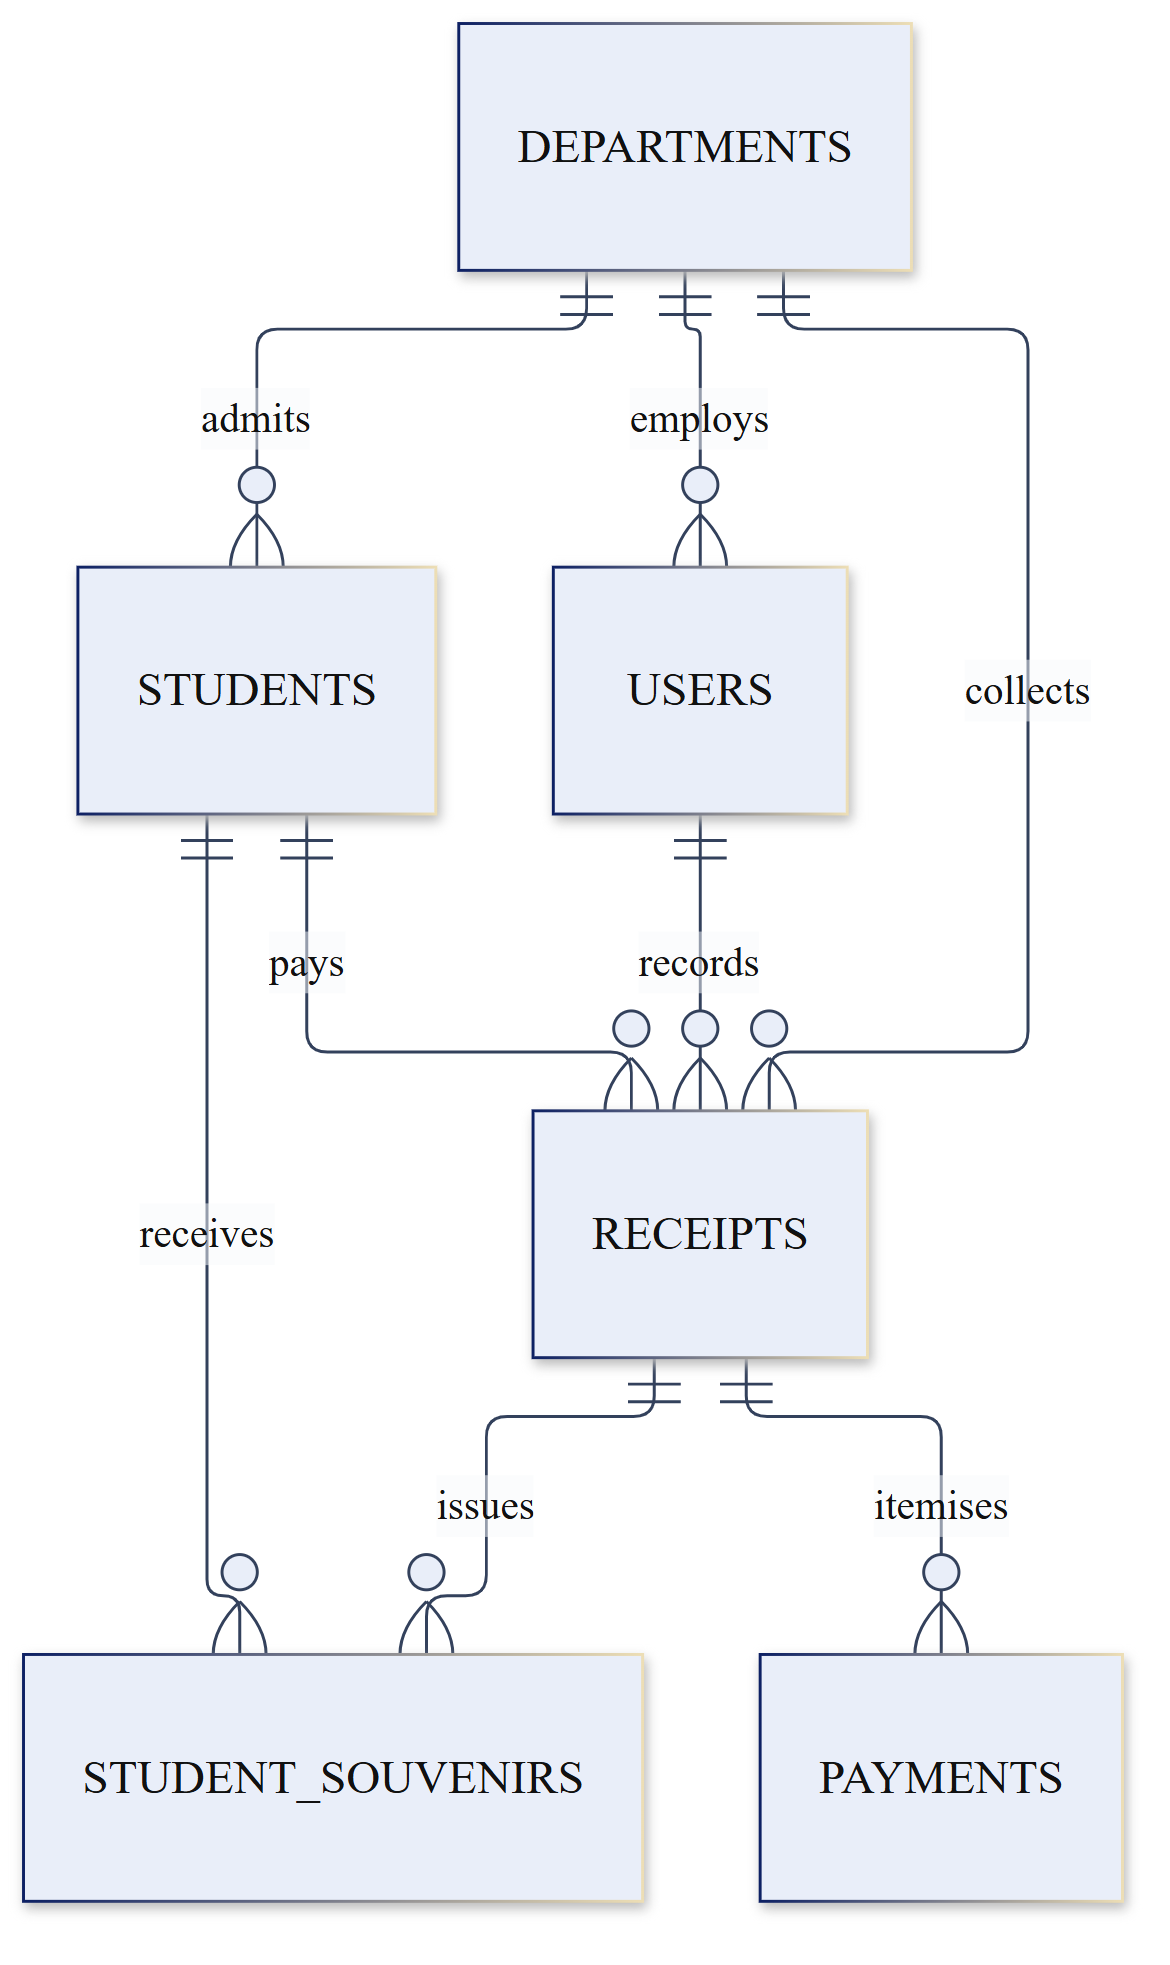 DEPARTMENTS
admits
employs
STUDENTS
USERS
collects
pays
records
receives
RECEIPTS
issues
itemises
STUDENT_SOUVENIRS
PAYMENTS